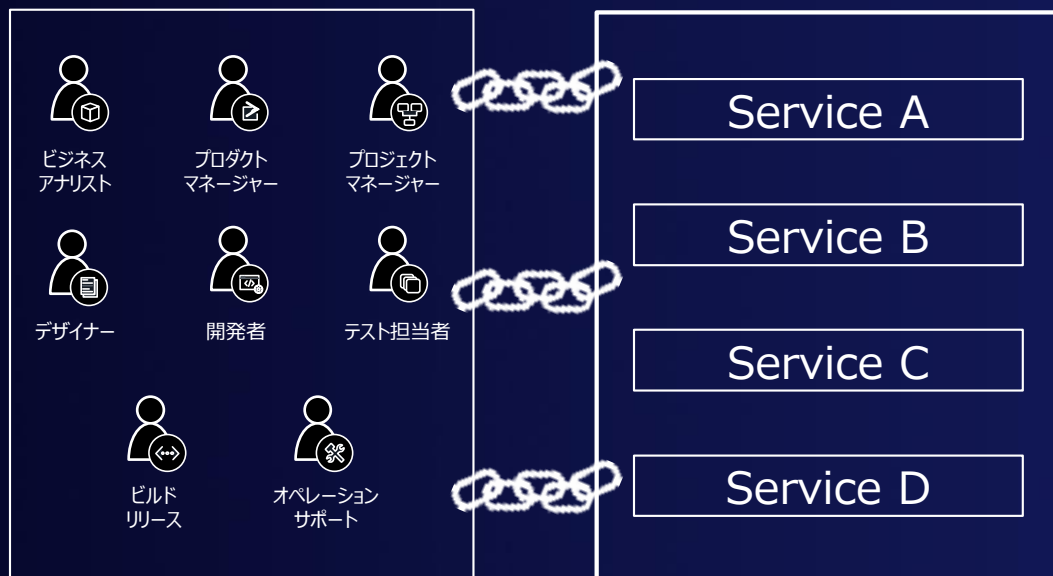 ビジネス
アナリスト
プロダクト
マネージャー
プロジェクト
マネージャー
デザイナー
開発者
テスト担当者
ビルド
リリース
オペレーション
サポート
Service A
Service B
Service C
Service D